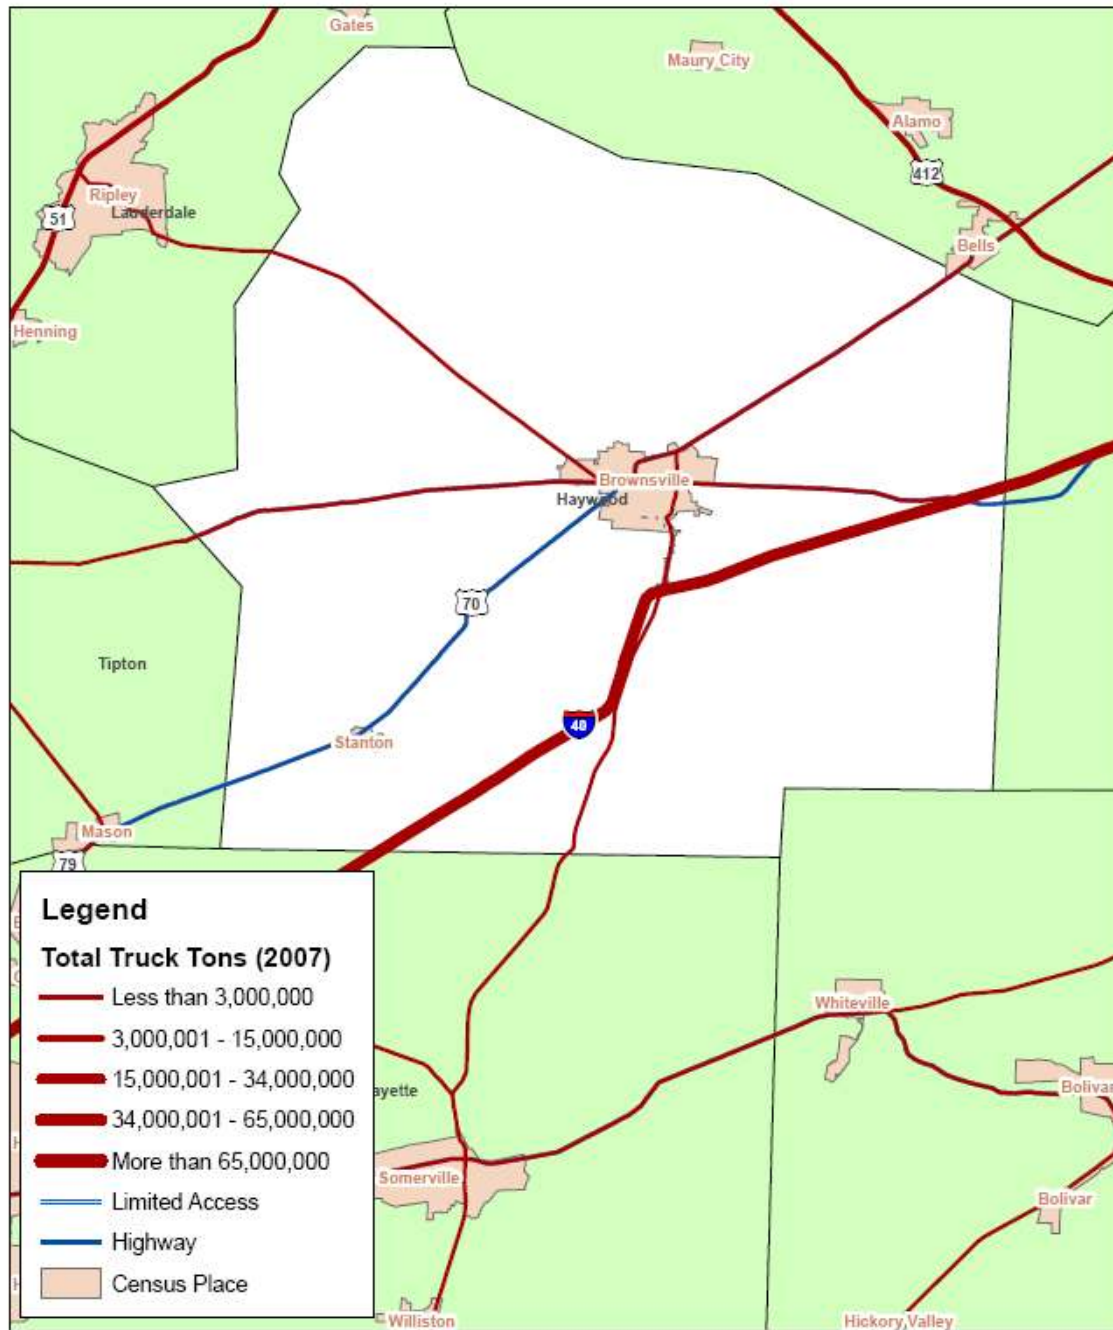 Gates
Maury City
Alamo
412
Ripley
Lauderdale
51
Bells
Henning
Brownsville
Haywood
70
Tipton
40
Stanton
Mason
79
Legend
Total Truck Tons (2007)
Less than 3,000,000
3,000,001 - 15,000,000
15,000,001 - 34,000,000
34,000,001 - 65,000,000
More than 65,000,000
Limited Access
Highway
Census Place
Whiteville
Bolivar
ayette
Somerville
Bolivar
Williston
Hickory Valley